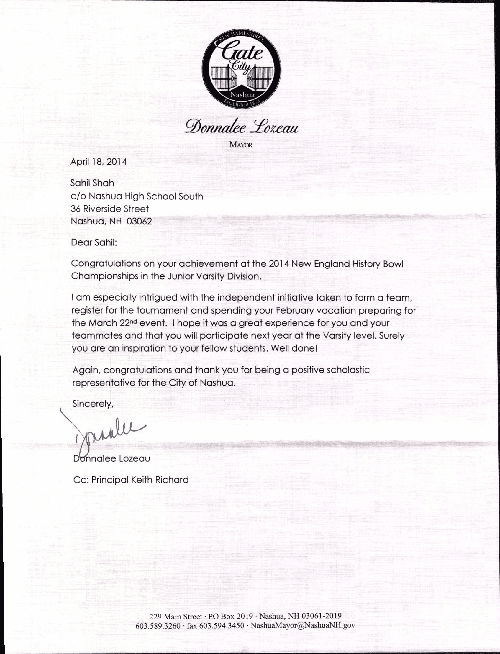 Gate
City
Nashua
Donnalee Lozeau
Mayor
April 18, 2014
Sahil Shah
c/o Nashua High School South
36 Riverside Street
Nashua, NH 03062
Dear Sahil:
Congratulations on your achievement at the 2014 New England History Bowl
Championships in the Junior Varsity Division.
I am especially intrigued with the independent initiative taken to form a team,
register for the tournament and spending your February vacation preparing for
the March 22nd event. I hope it was a great experience for you and your
teammates and that you will participate next year at the Varsity level. Surely
you are an inspiration to your fellow students. Well done!
Again, congratulations and thank you for being a positive scholastic
representative for the City of Nashua.
Sincerely,
Donnalee
Donnalee Lozeau
Cc: Principal Keith Richard
229 Main Street · PO Box 2019 · Nashua, NH 03061-2019
603.589.3260 · fax 603.594.3450 · NashuaMayor@NashuaNH.gov